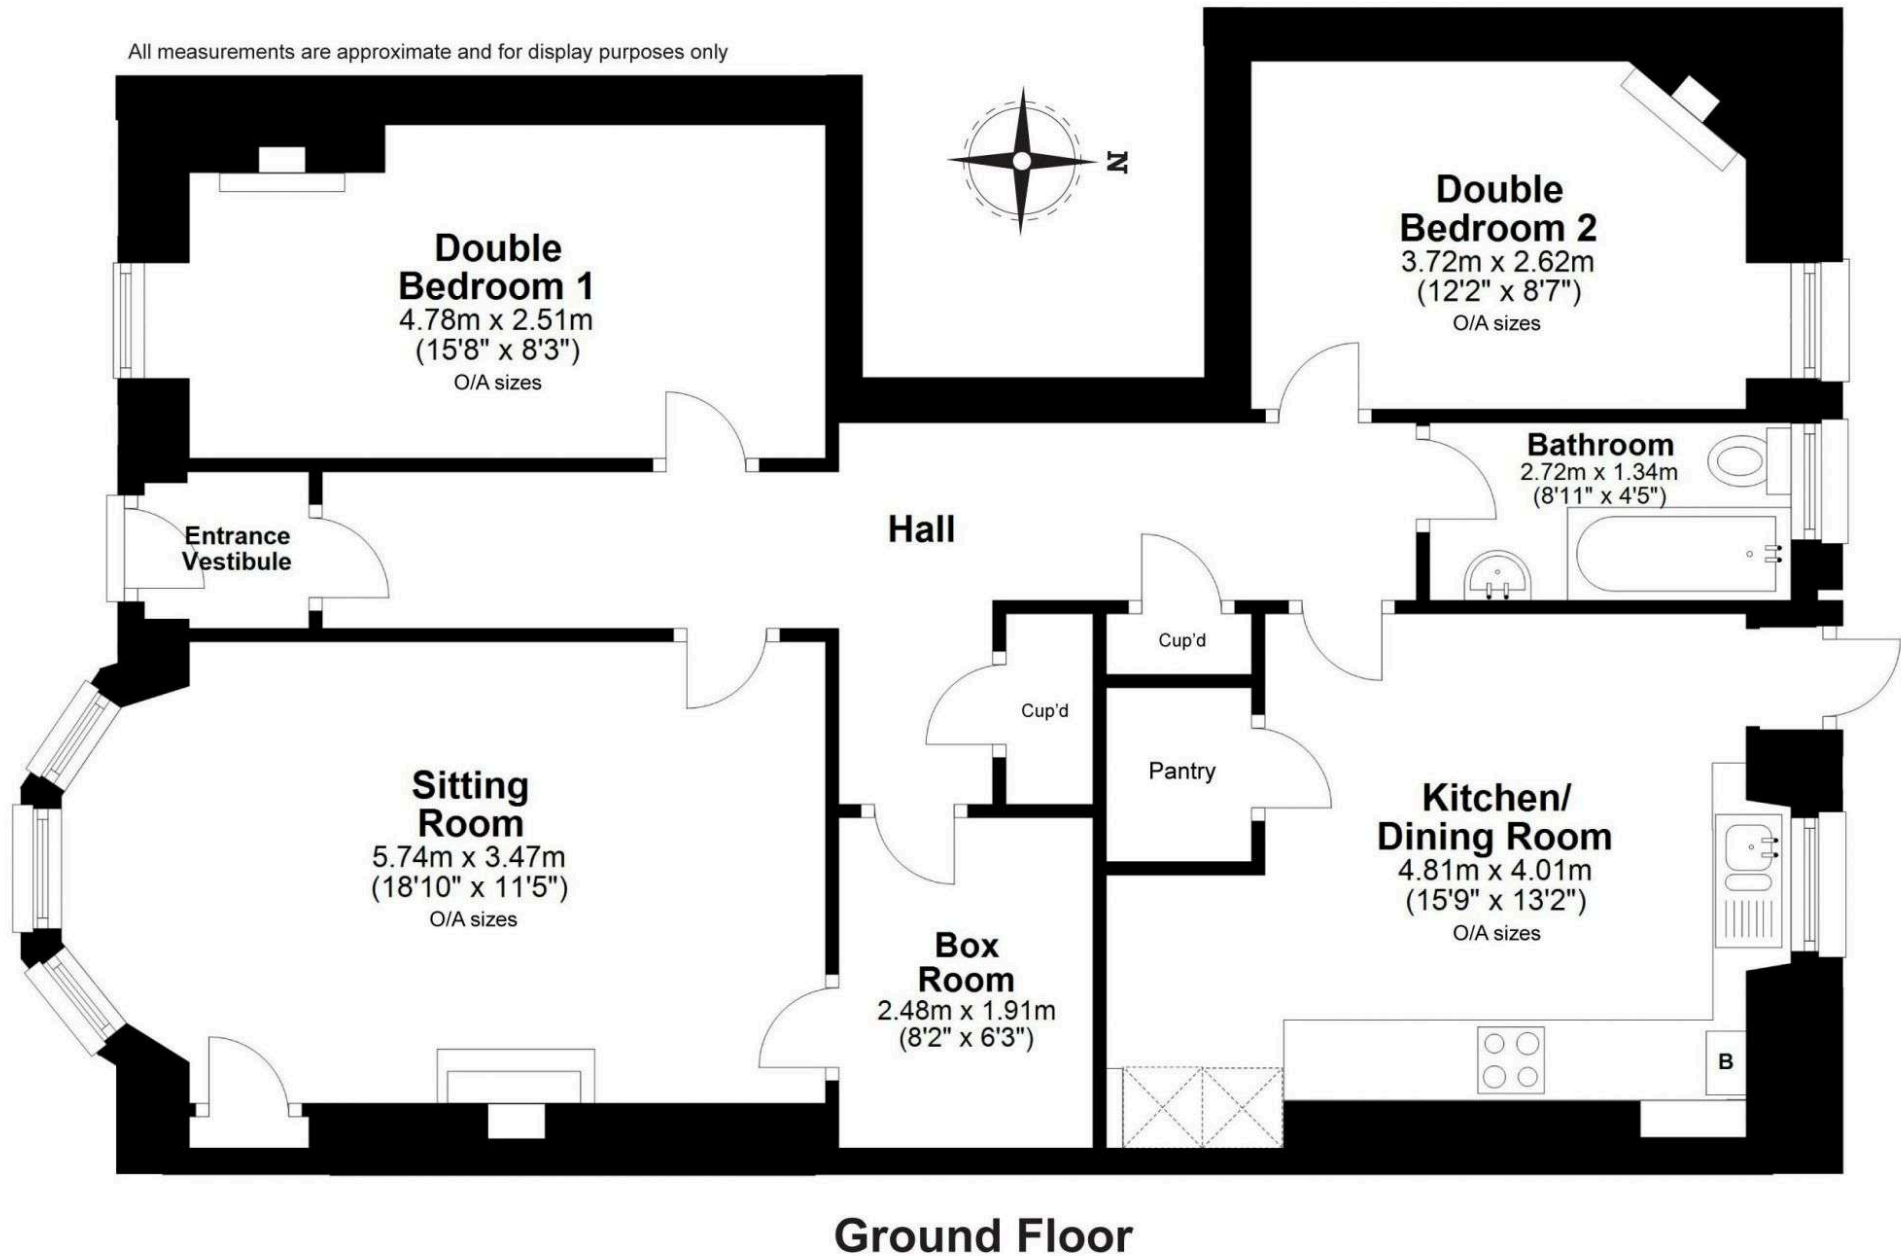 All measurements are approximate and for display purposes only
N
Double
Bedroom 1
4.78m x 2.51m
(15'8" x 8'3")
O/A sizes
Double
Bedroom 2
3.72m x 2.62m
(12'2" x 8'7")
O/A sizes
Bathroom
2.72m x 1.34m
(8'11" x 4'5")
Entrance
Vestibule
Hall
Cup'd
Cup'd
Pantry
Sitting
Room
5.74m x 3.47m
(18'10" x 11'5")
O/A sizes
Kitchen/
Dining Room
4.81m x 4.01m
(15'9" x 13'2")
O/A sizes
Box
Room
2.48m x 1.91m
(8'2" x 6'3")
B
Ground Floor